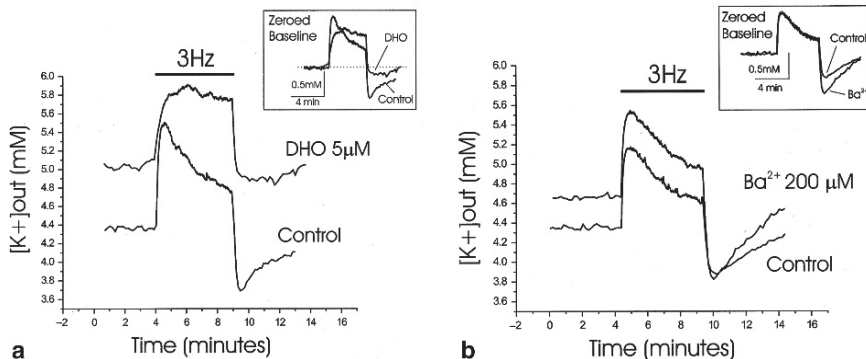 Zeroed
Baseline
DHO
Control
0.5mM
4 min
3Hz
6.0
5.8
5.6
5.4
5.2
5.0
4.8
4.6
4.4
4.2
4.0
3.8
3.6
[K+]out (mM)
DHO 5µM
Control
-2 0 2 4 6 8 10 12 14 16
Time (minutes)
a
Zeroed
Baseline
Control
0.5mM
4 min
Ba²⁺
3Hz
6.0
5.8
5.6
5.4
5.2
5.0
4.8
4.6
4.4
4.2
4.0
3.8
3.6
[K+]out (mM)
Ba²⁺ 200 µM
Control
-2 0 2 4 6 8 10 12 14 16
Time (minutes)
b